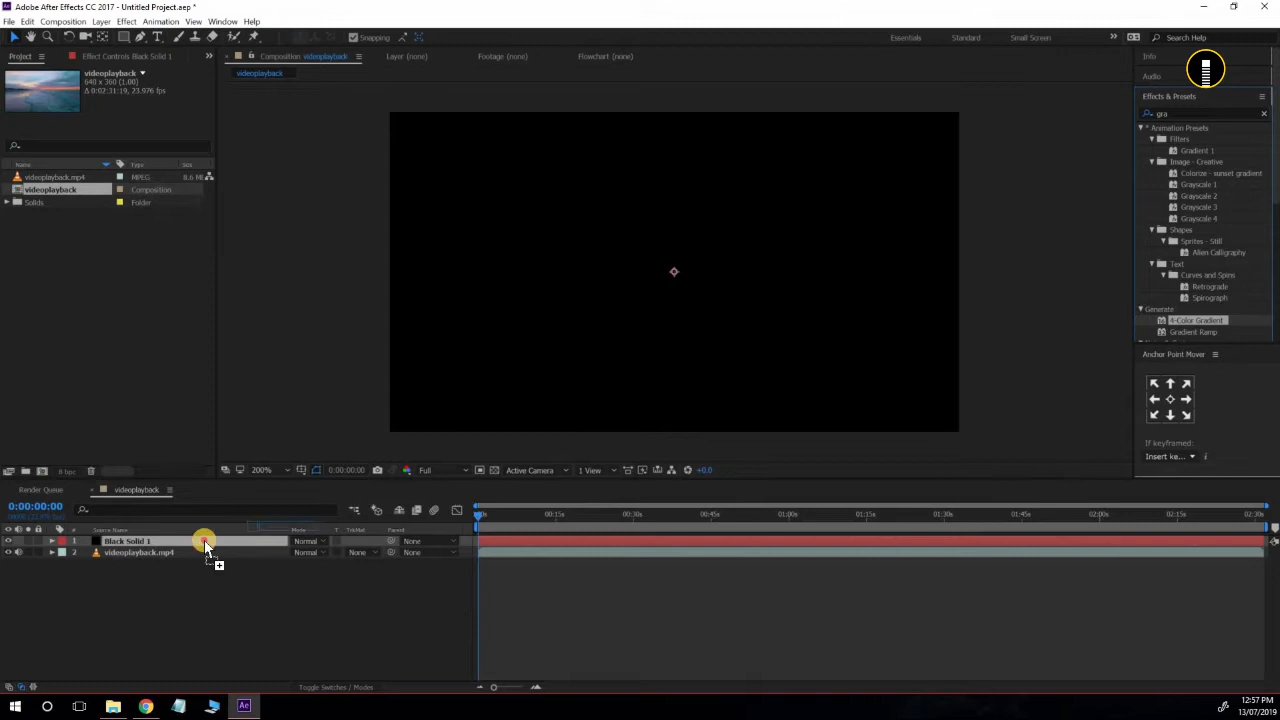 Adobe After Effects CC 2017 - Untitled Project.aep *
File Edit Composition Layer Effect Animation View Window Help
Snapping
Essentials Standard Small Screen
Search Help
Project
Effect Controls Black Solid 1
Composition videoplayback
Layer (none)
Footage (none)
Flowchart (none)
Info
videoplayback
640 x 360 (1.00)
Δ 0:02:31:19, 23.976 fps
videoplayback
Audio
Effects & Presets
gra
* Animation Presets
Filters
Gradient 1
Image - Creative
Colorize - sunset gradient
Grayscale 1
Grayscale 2
Grayscale 3
Grayscale 4
Shapes
Sprites - Still
Alien Calligraphy
Text
Curves and Spins
Retrograde
Spirograph
Generate
4-Color Gradient
Gradient Ramp
Name Type Size
videoplayback.mp4 MPEG 8.6 MB
videoplayback Composition
Solids Folder
Anchor Point Mover
If keyframed:
Insert ke...
8 bpc
200% 0:00:00:00 Full Active Camera 1 View +0.0
Render Queue
videoplayback
0:00:00:00
# Source Name Mode T TrkMat Parent
00:15s 00:30s 00:45s 01:00s 01:15s 01:30s 01:45s 02:00s 02:15s 02:30s
1 Black Solid 1 Normal None
2 videoplayback.mp4 Normal None None
Toggle Switches / Modes
Ae
12:57 PM
13/07/2019